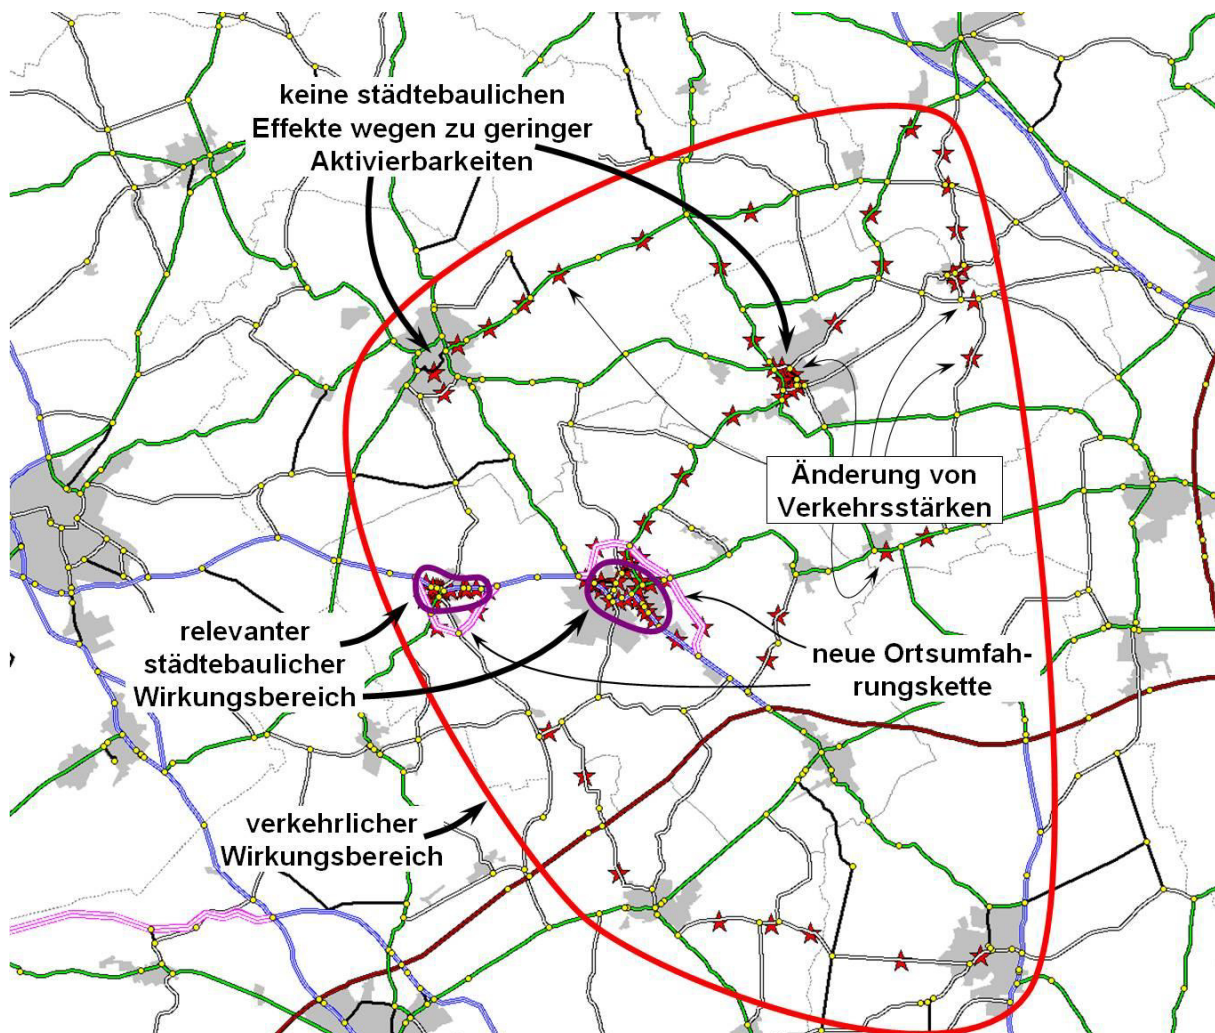 keine städtebaulichen
Effekte wegen zu geringer
Aktivierbarkeiten
Änderung von
Verkehrsstärken
relevanter
städtebaulicher
Wirkungsbereich
neue Ortsumfah-
rungskette
verkehrlicher
Wirkungsbereich